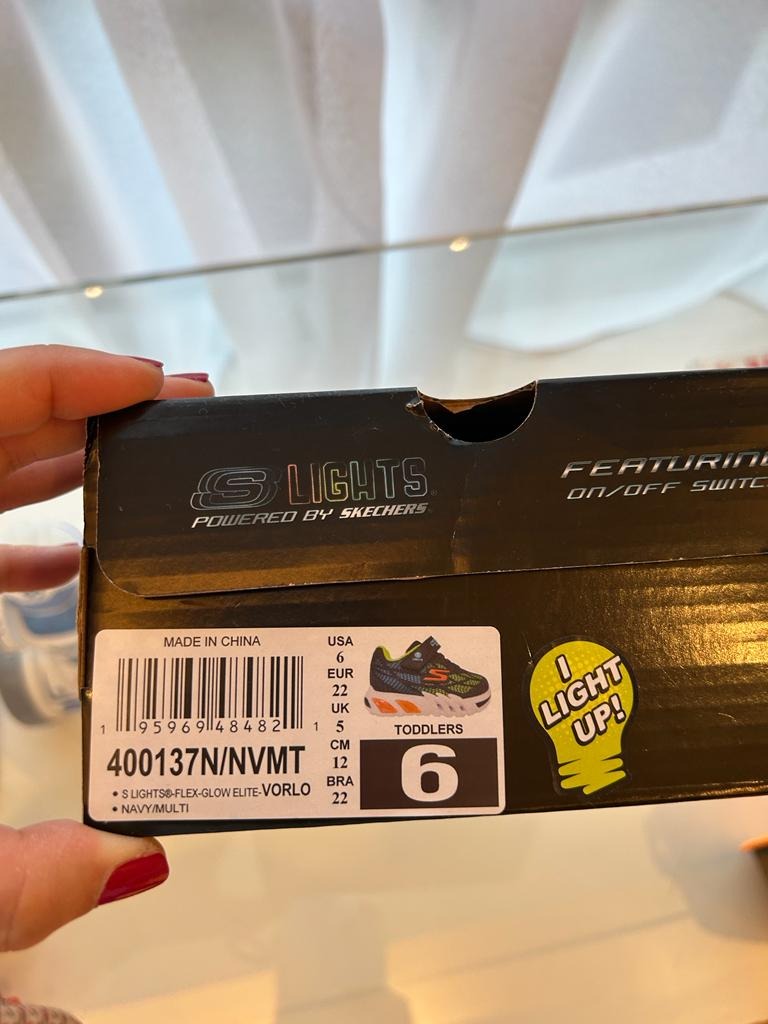 S LIGHTS®
POWERED BY SKECHERS
FEATURIN
ON/OFF SWITC
MADE IN CHINA
1 95969 48482 1
400137N/NVMT
• S LIGHTS®-FLEX-GLOW ELITE-VORLO
• NAVY/MULTI
USA
6
EUR
22
UK
5
CM
12
BRA
22
TODDLERS
6
I
LIGHT
UP!